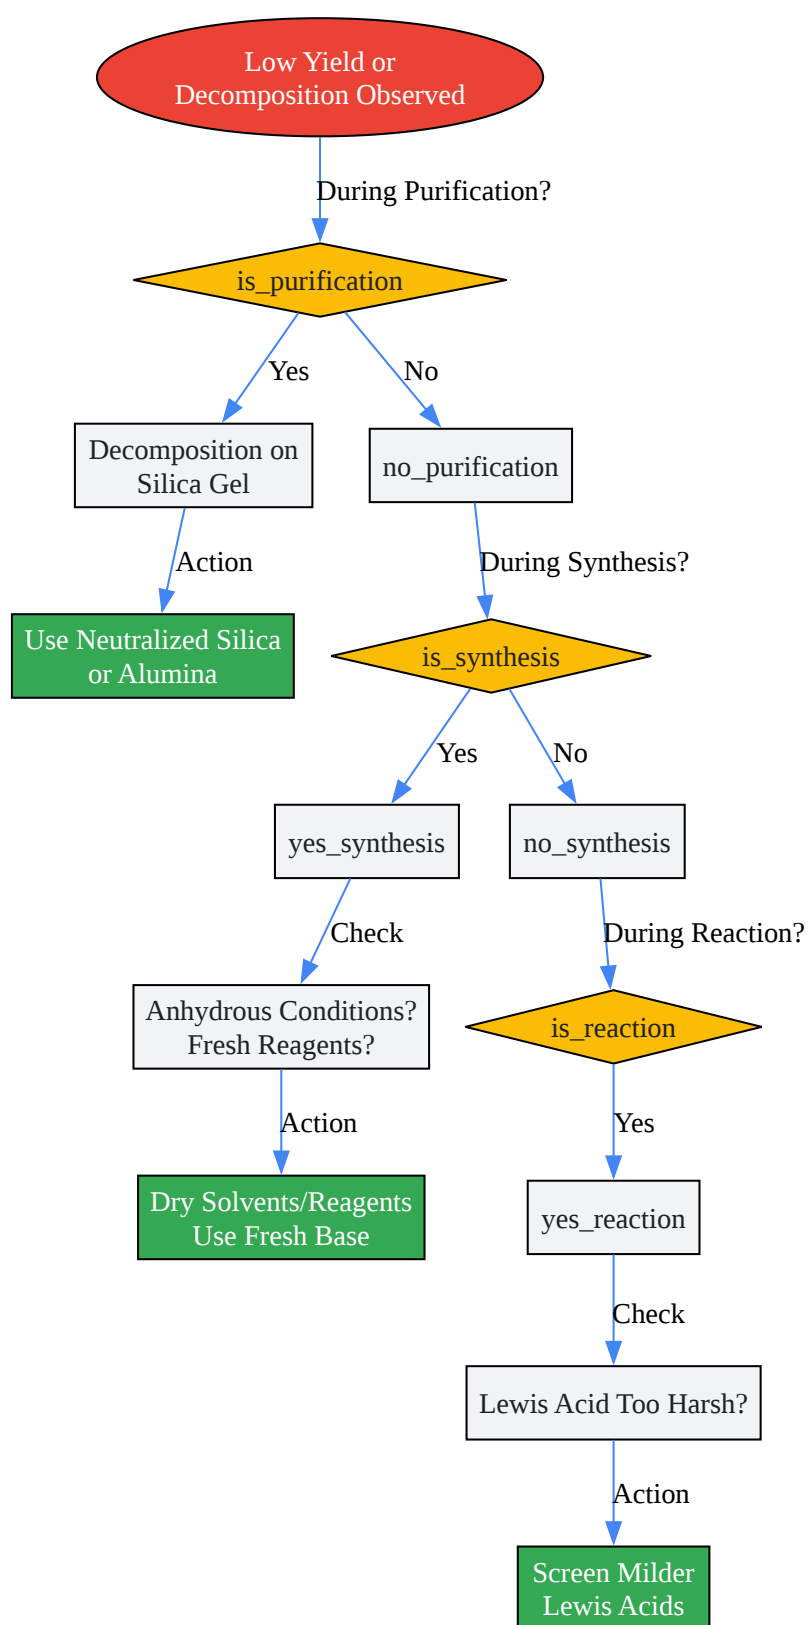 Low Yield or
Decomposition Observed
During Purification?
is_purification
Yes
No
Decomposition on
Silica Gel
no_purification
Action
During Synthesis?
Use Neutralized Silica
or Alumina
is_synthesis
Yes
No
yes_synthesis
no_synthesis
Check
During Reaction?
Anhydrous Conditions?
Fresh Reagents?
is_reaction
Action
Yes
Dry Solvents/Reagents
Use Fresh Base
yes_reaction
Check
Lewis Acid Too Harsh?
Action
Screen Milder
Lewis Acids